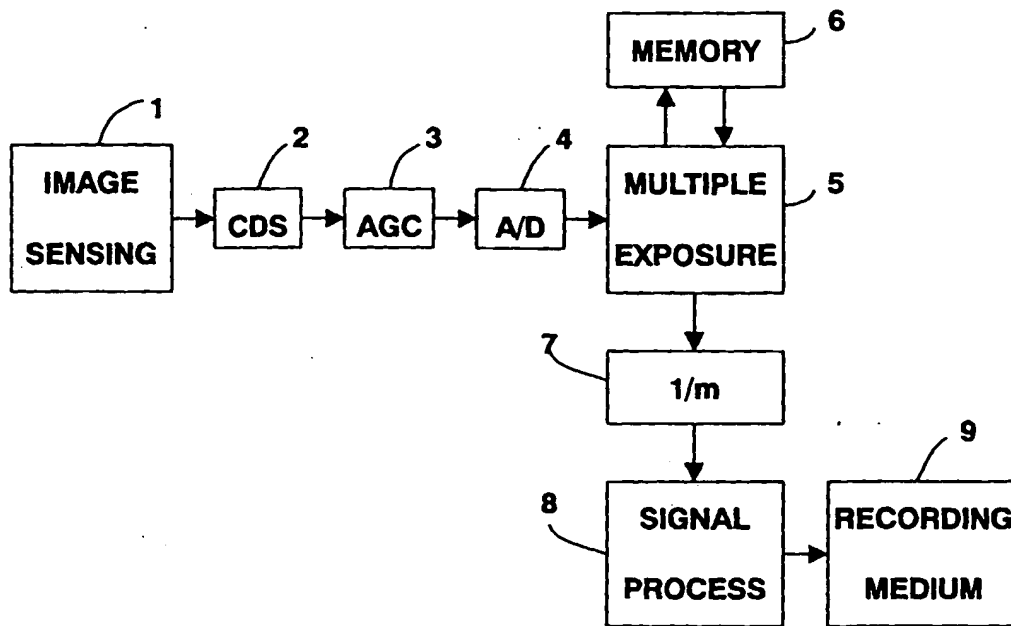 MEMORY
6
1
2
3
4
IMAGE
SENSING
CDS
AGC
A/D
MULTIPLE
EXPOSURE
5
7
1/m
8
SIGNAL
PROCESS
9
RECORDING
MEDIUM